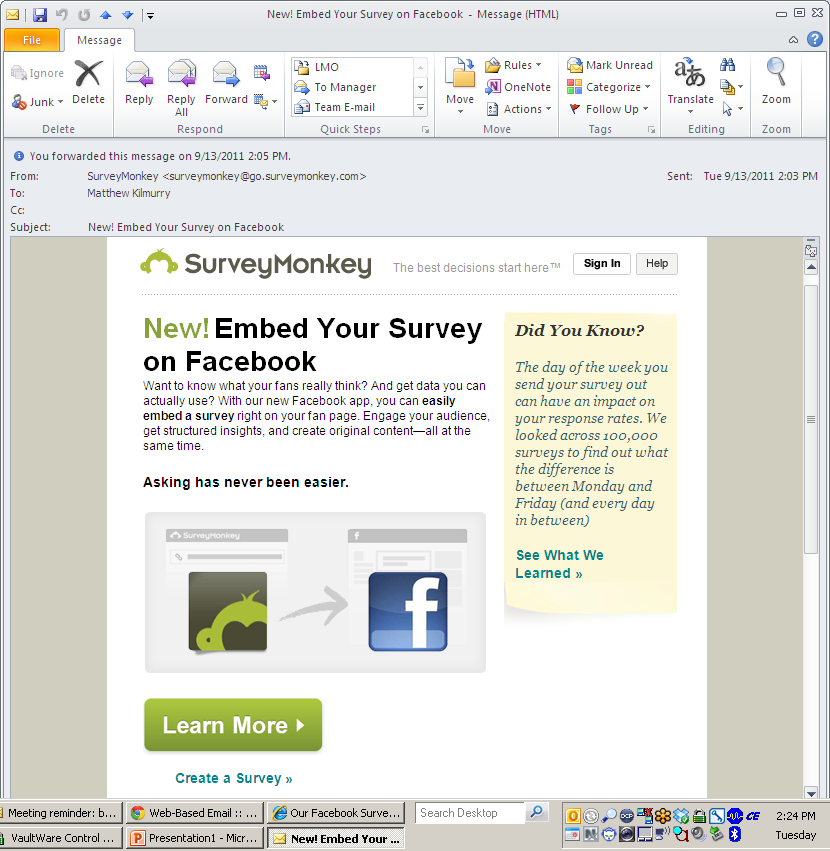 New! Embed Your Survey on Facebook - Message (HTML)
File
Message
Ignore
Junk
Delete
Delete
Reply
Reply All
Forward
Respond
LMO
To Manager
Team E-mail
Quick Steps
Move
Rules
OneNote
Actions
Move
Mark Unread
Categorize
Follow Up
Tags
Translate
Editing
Zoom
Zoom
You forwarded this message on 9/13/2011 2:05 PM.
From: SurveyMonkey <surveymonkey@go.surveymonkey.com> Sent: Tue 9/13/2011 2:03 PM
To: Matthew Kilmurry
Cc:
Subject: New! Embed Your Survey on Facebook
SurveyMonkey
The best decisions start here™
Sign In
Help
New! Embed Your Survey
on Facebook
Want to know what your fans really think? And get data you can
actually use? With our new Facebook app, you can easily
embed a survey right on your fan page. Engage your audience,
get structured insights, and create original content—all at the
same time.
Asking has never been easier.
SurveyMonkey
f
f
Learn More
Create a Survey »
Did You Know?
The day of the week you
send your survey out
can have an impact on
your response rates. We
looked across 100,000
surveys to find out what
the difference is
between Monday and
Friday (and every day
in between)
See What We
Learned »
Meeting reminder: b...
Web-Based Email :: ...
Our Facebook Surve...
Search Desktop
2:24 PM
VaultWare Control ...
Presentation1 - Micr...
New! Embed Your ...
Tuesday